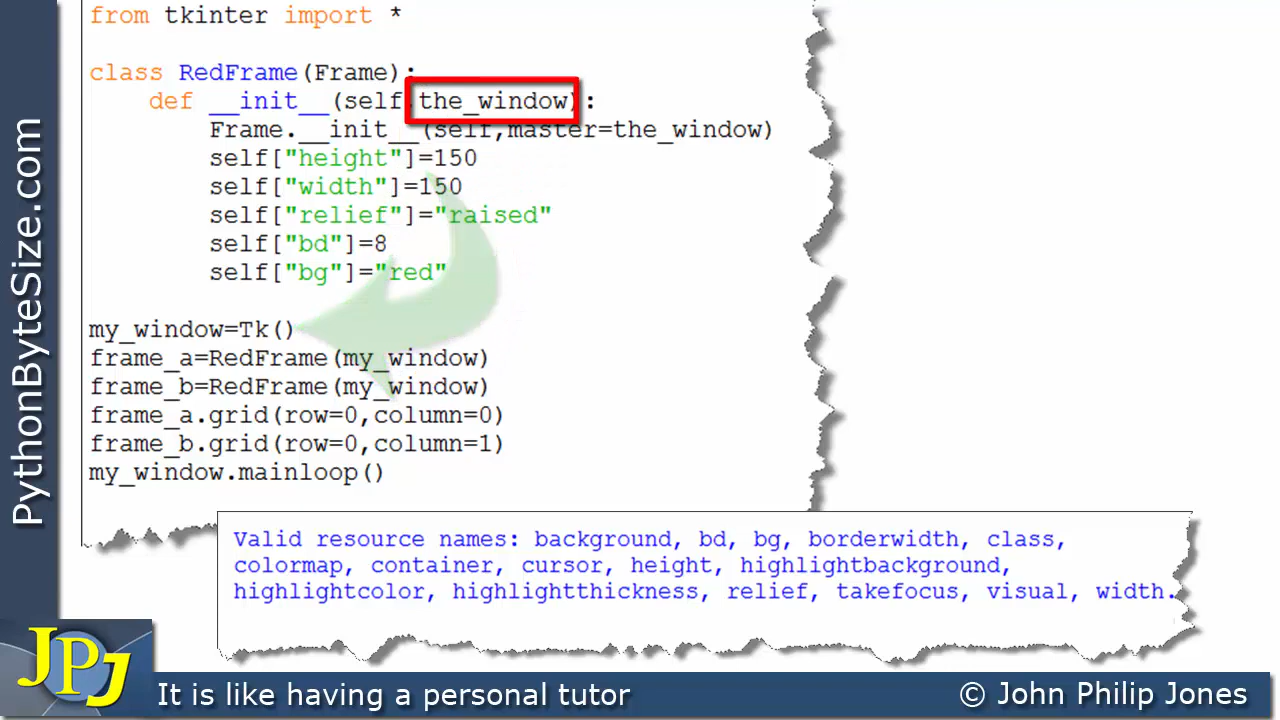 from tkinter import *
class RedFrame(Frame):
def __init__(self,the_window):
Frame.__init__(self,master=the_window)
self["height"]=150
self["width"]=150
self["relief"]="raised"
self["bd"]=8
self["bg"]="red"
my_window=Tk()
frame_a=RedFrame(my_window)
frame_b=RedFrame(my_window)
frame_a.grid(row=0,column=0)
frame_b.grid(row=0,column=1)
my_window.mainloop()
Valid resource names: background, bd, bg, borderwidth, class,
colormap, container, cursor, height, highlightbackground,
highlightcolor, highlightthickness, relief, takefocus, visual, width.
PythonByteSize.com
JPJ
It is like having a personal tutor
© John Philip Jones